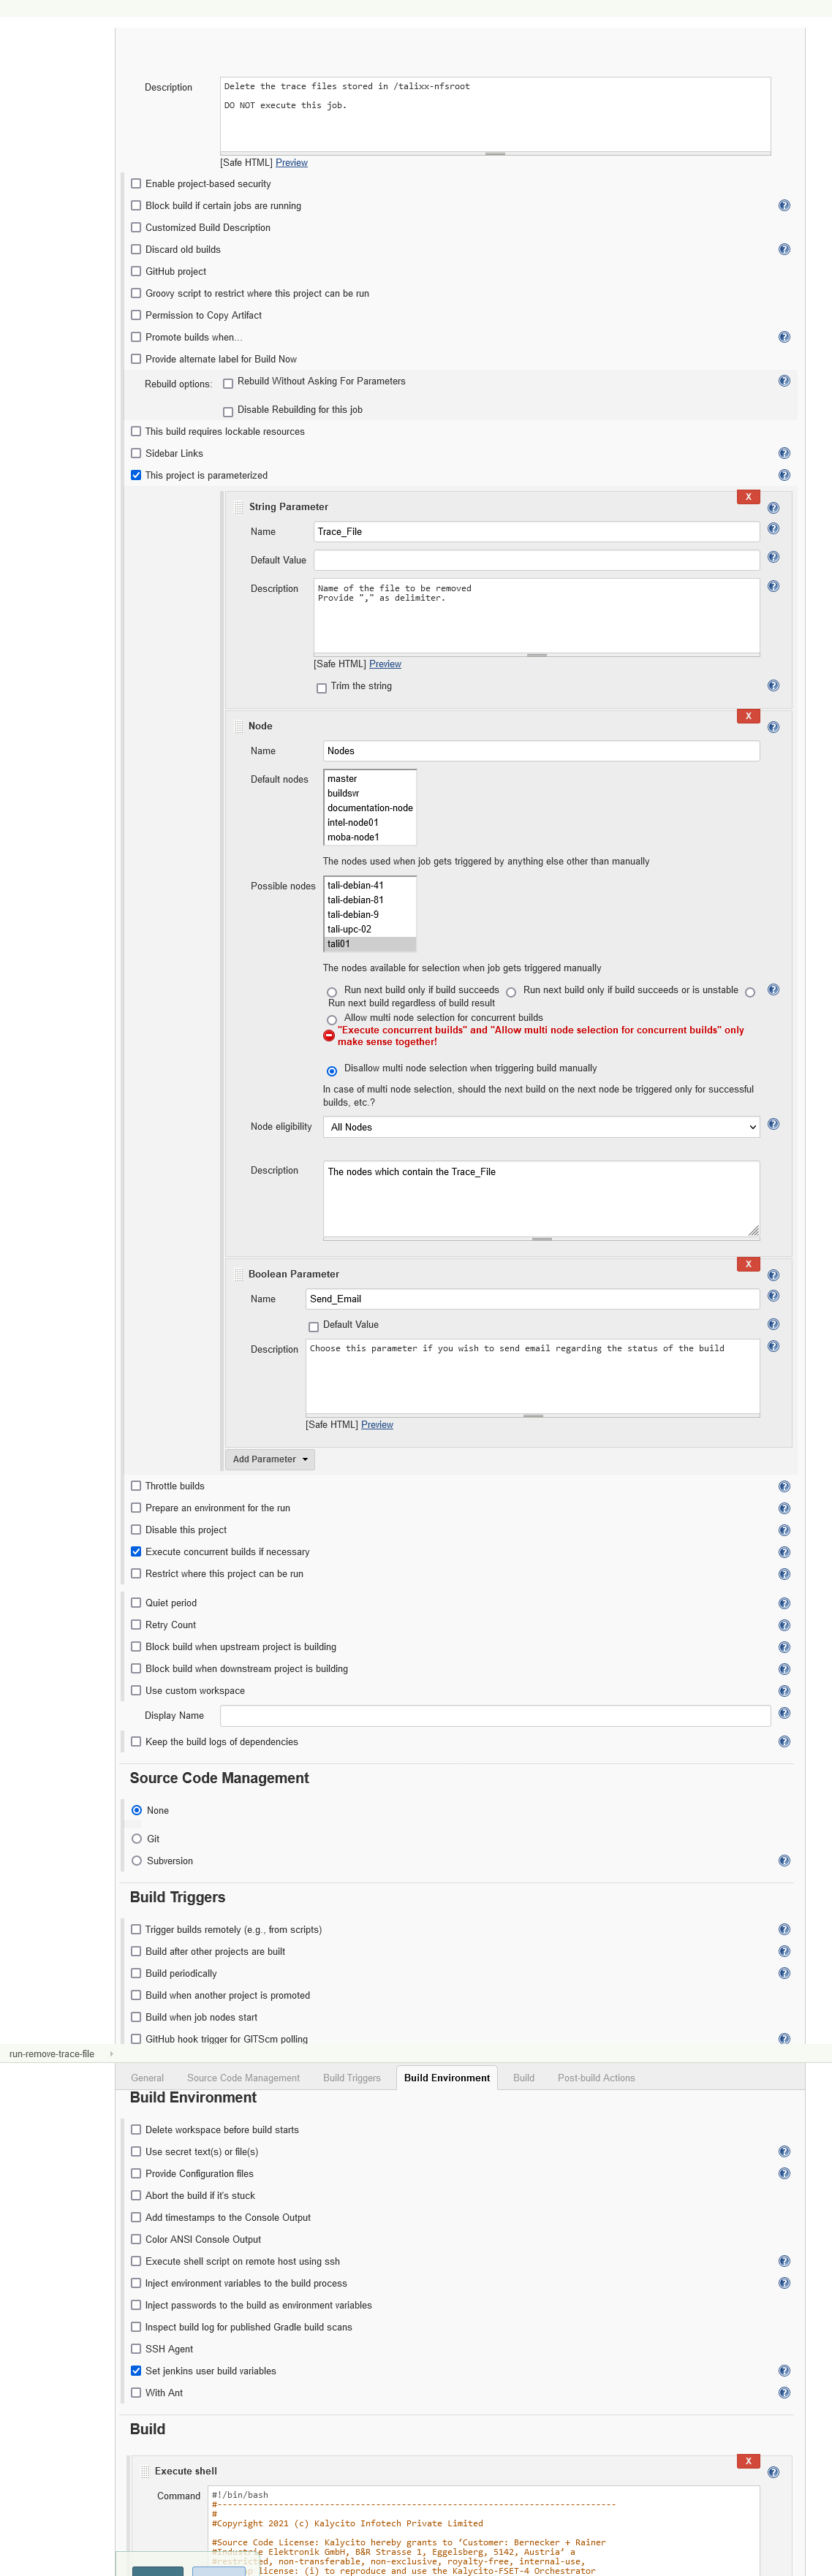 Description
Delete the trace files stored in /talixx-nfsroot
DO NOT execute this job.
[Safe HTML] Preview
Enable project-based security
Block build if certain jobs are running
Customized Build Description
Discard old builds
GitHub project
Groovy script to restrict where this project can be run
Permission to Copy Artifact
Promote builds when...
Provide alternate label for Build Now
Rebuild options: Rebuild Without Asking For Parameters
Disable Rebuilding for this job
This build requires lockable resources
Sidebar Links
This project is parameterized
X
String Parameter
Name Trace_File
Default Value
Description
Name of the file to be removed
Provide "," as delimiter.
[Safe HTML] Preview
Trim the string
X
Node
Name Nodes
Default nodes
master
buildsvr
documentation-node
intel-node01
moba-node1
The nodes used when job gets triggered by anything else other than manually
Possible nodes
tali-debian-41
tali-debian-81
tali-debian-9
tali-upc-02
tali01
The nodes available for selection when job gets triggered manually
Run next build only if build succeeds Run next build only if build succeeds or is unstable
Run next build regardless of build result
Allow multi node selection for concurrent builds
"Execute concurrent builds" and "Allow multi node selection for concurrent builds" only
make sense together!
Disallow multi node selection when triggering build manually
In case of multi node selection, should the next build on the next node be triggered only for successful
builds, etc.?
Node eligibility All Nodes
Description The nodes which contain the Trace_File
X
Boolean Parameter
Name Send_Email
Default Value
Description Choose this parameter if you wish to send email regarding the status of the build
[Safe HTML] Preview
Add Parameter
Throttle builds
Prepare an environment for the run
Disable this project
Execute concurrent builds if necessary
Restrict where this project can be run
Quiet period
Retry Count
Block build when upstream project is building
Block build when downstream project is building
Use custom workspace
Display Name
Keep the build logs of dependencies
Source Code Management
None
Git
Subversion
Build Triggers
Trigger builds remotely (e.g., from scripts)
Build after other projects are built
Build periodically
Build when another project is promoted
Build when job nodes start
GitHub hook trigger for GITScm polling
run-remove-trace-file
General Source Code Management Build Triggers Build Environment Build Post-build Actions
Build Environment
Delete workspace before build starts
Use secret text(s) or file(s)
Provide Configuration files
Abort the build if it's stuck
Add timestamps to the Console Output
Color ANSI Console Output
Execute shell script on remote host using ssh
Inject environment variables to the build process
Inject passwords to the build as environment variables
Inspect build log for published Gradle build scans
SSH Agent
Set jenkins user build variables
With Ant
Build
X
Execute shell
Command #!/bin/bash
#------------------------------------------------------------------------------
#
#Copyright 2021 (c) Kalycito Infotech Private Limited
#Source Code License: Kalycito hereby grants to ‘Customer: Bernecker + Rainer
#Industrie Elektronik GmbH, B&R Strasse 1, Eggelsberg, 5142, Austria’ a
#restricted, non-transferable, non-exclusive, royalty-free, internal-use,
license: (i) to reproduce and use the Kalycito-FSET-4 Orchestrator